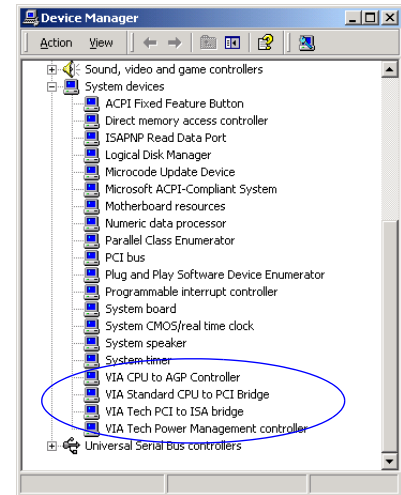 Device Manager
Action View
Sound, video and game controllers
System devices
ACPI Fixed Feature Button
Direct memory access controller
ISAPNP Read Data Port
Logical Disk Manager
Microcode Update Device
Microsoft ACPI-Compliant System
Motherboard resources
Numeric data processor
Parallel Class Enumerator
PCI bus
Plug and Play Software Device Enumerator
Programmable interrupt controller
System board
System CMOS/real time clock
System speaker
System timer
VIA CPU to AGP Controller
VIA Standard CPU to PCI Bridge
VIA Tech PCI to ISA bridge
VIA Tech Power Management controller
Universal Serial Bus controllers